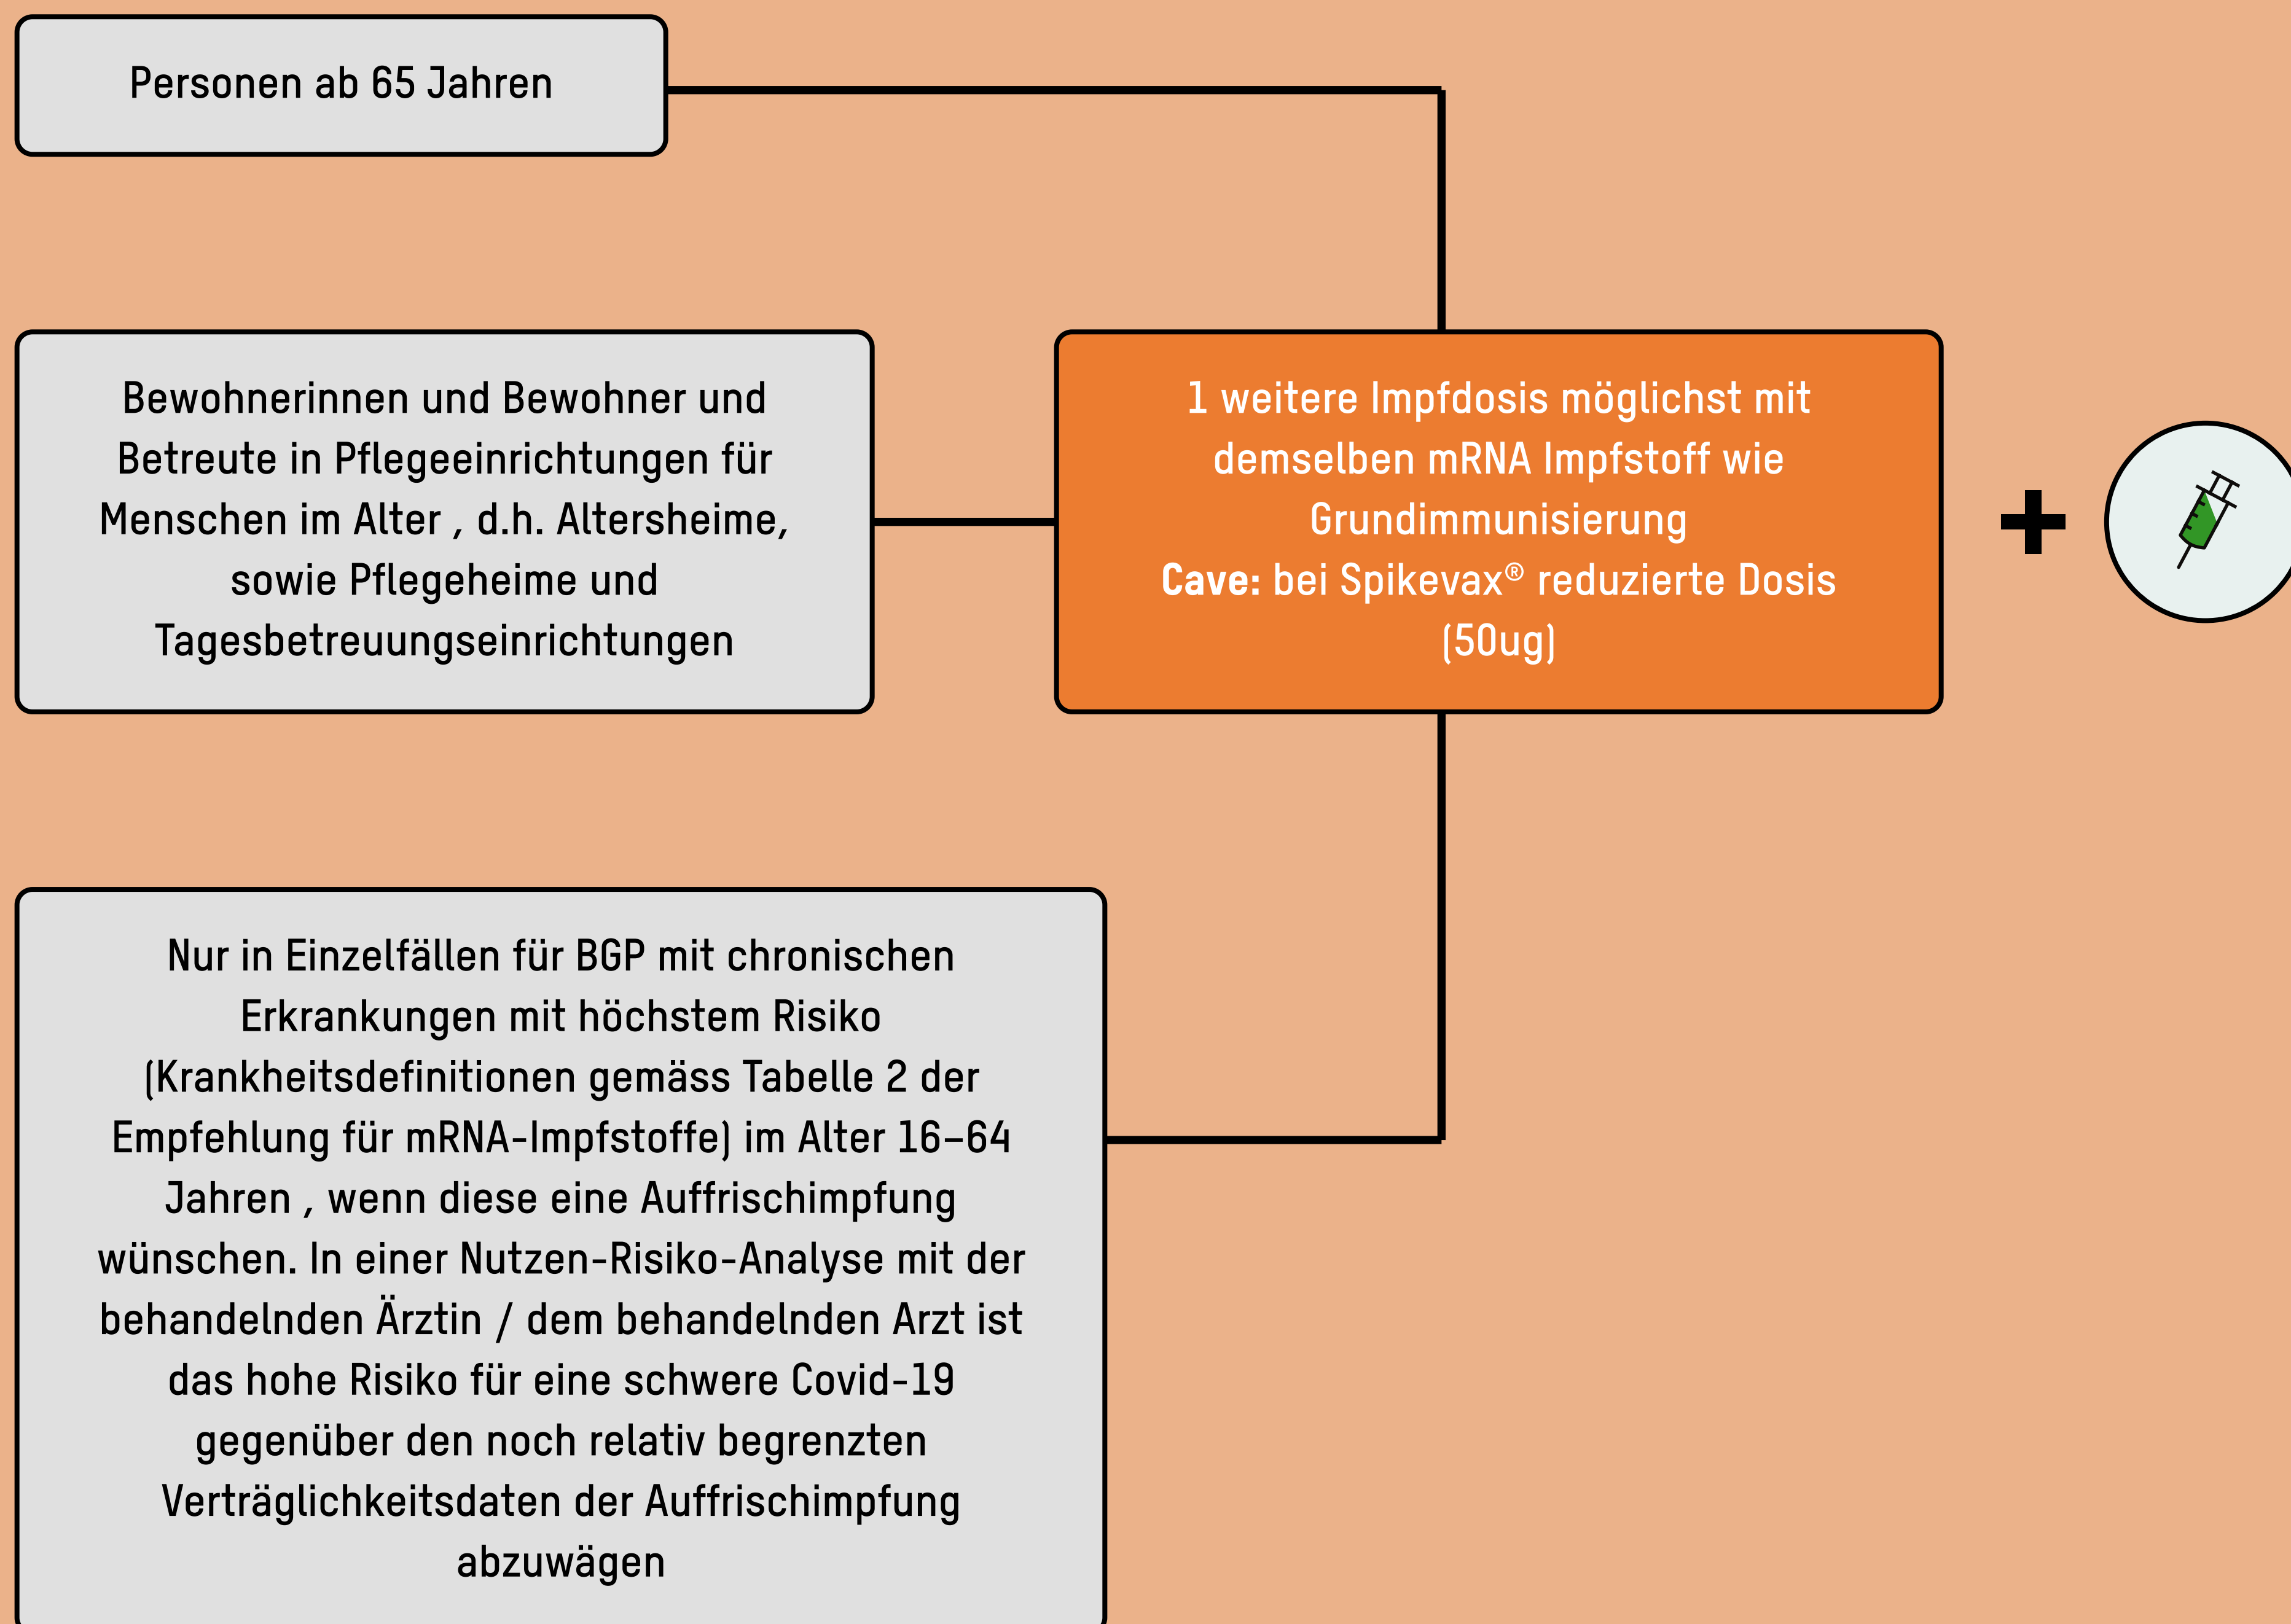 Personen ab 65 Jahren
Bewohnerinnen und Bewohner und
Betreute in Pflegeeinrichtungen für
Menschen im Alter , d.h. Altersheime,
sowie Pflegeheime und
Tagesbetreuungseinrichtungen
1 weitere Impfdosis möglichst mit
demselben mRNA Impfstoff wie
Grundimmunisierung
Cave: bei Spikevax® reduzierte Dosis
(50ug)
Nur in Einzelfällen für BGP mit chronischen
Erkrankungen mit höchstem Risiko
(Krankheitsdefinitionen gemäss Tabelle 2 der
Empfehlung für mRNA-Impfstoffe) im Alter 16–64
Jahren , wenn diese eine Auffrischimpfung
wünschen. In einer Nutzen-Risiko-Analyse mit der
behandelnden Ärztin / dem behandelnden Arzt ist
das hohe Risiko für eine schwere Covid-19
gegenüber den noch relativ begrenzten
Verträglichkeitsdaten der Auffrischimpfung
abzuwägen